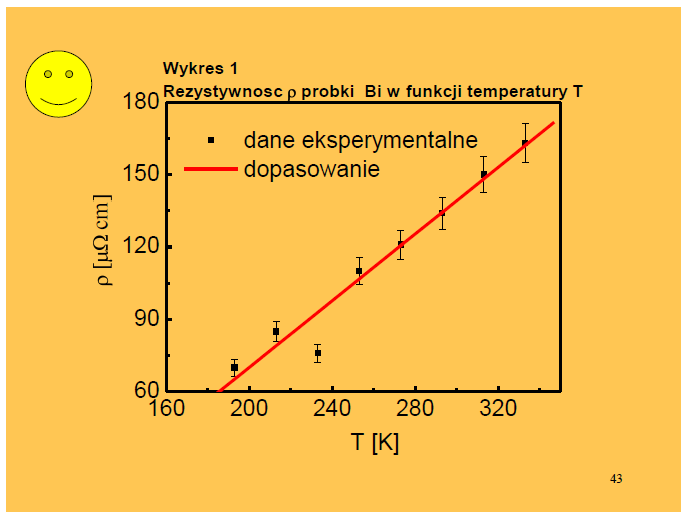 Wykres 1
Rezystywnosc ρ probki Bi w funkcji temperatury T
180
dane eksperymentalne
dopasowanie
150
120
90
60
ρ [μΩ cm]
160 200 240 280 320
T [K]
43